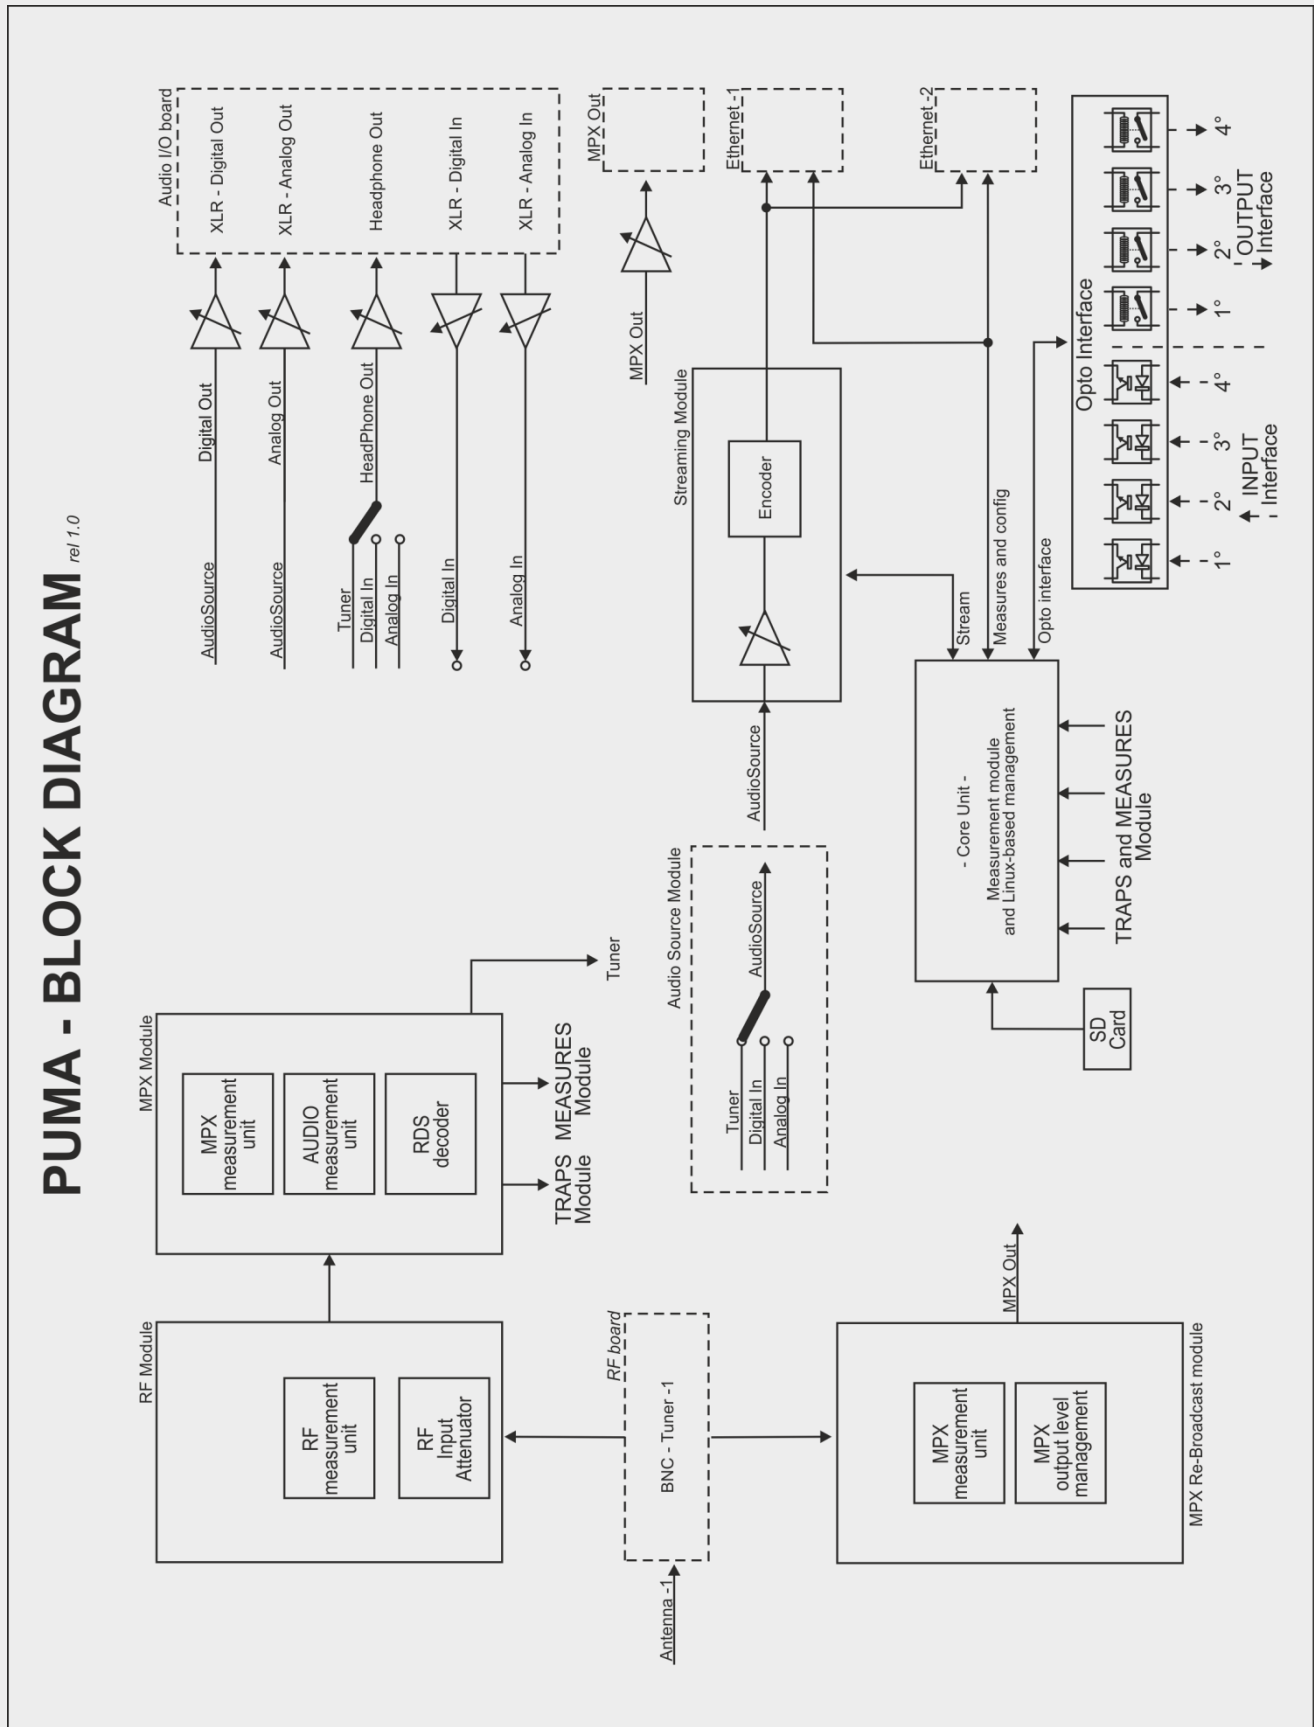 PUMA - BLOCK DIAGRAM rel 1.0
RF Module
RF
measurement
unit
RF
Input
Attenuator
MPX Module
MPX
measurement
unit
AUDIO
measurement
unit
RDS
decoder
TRAPS
Module
MEASURES
Module
Tuner
AudioSource
Digital Out
AudioSource
Analog Out
Tuner
Digital In
Analog In
HeadPhone Out
Digital In
Analog In
Audio I/O board
XLR - Digital Out
XLR - Analog Out
Headphone Out
XLR - Digital In
XLR - Analog In
Antenna -1
RF board
BNC - Tuner -1
MPX Out
MPX Out
Audio Source Module
Tuner
Digital In
Analog In
AudioSource
AudioSource
Streaming Module
Encoder
Ethernet -1
Ethernet -2
MPX
measurement
unit
MPX
output level
management
MPX Re-Broadcast module
MPX Out
SD
Card
- Core Unit -
Measurement module
and Linux-based management
TRAPS and MEASURES
Module
Stream
Measures and config
Opto interface
Opto Interface
1°
2°
3°
4°
1°
2°
3°
4°
INPUT
Interface
OUTPUT
Interface